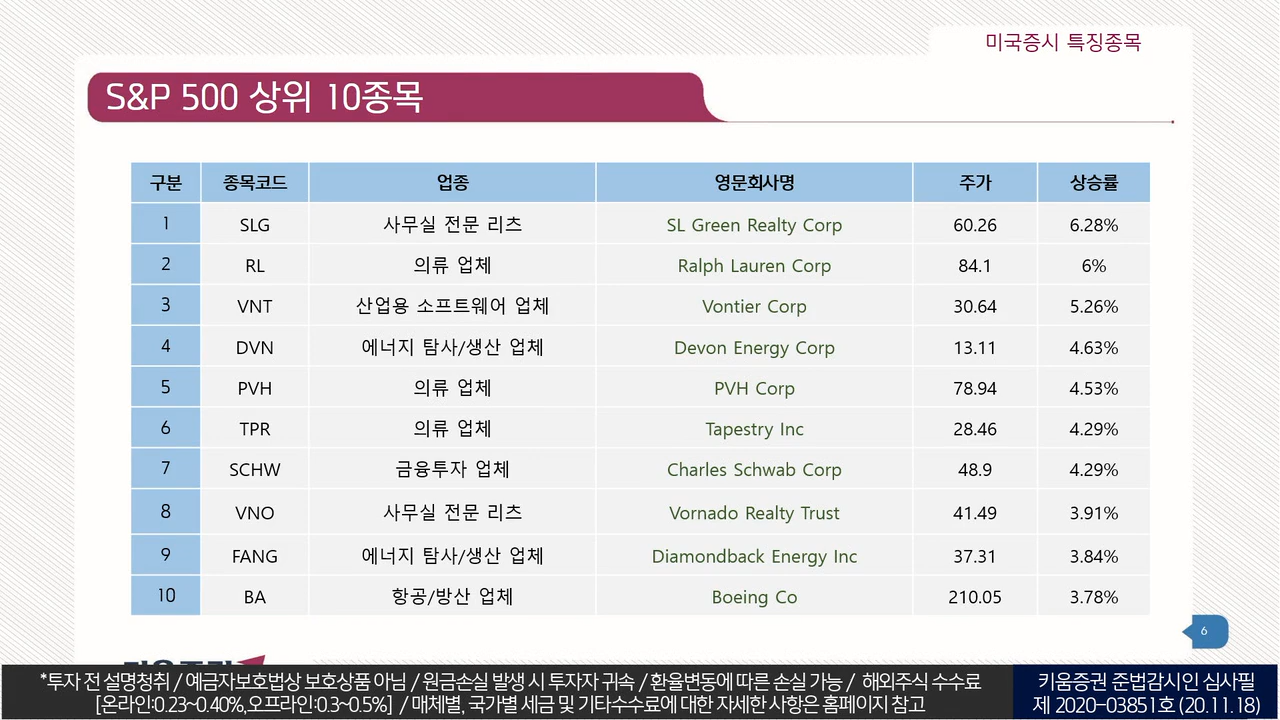 미국증시 특징종목
S&P 500 상위 10종목
구분 종목코드 업종 영문회사명 주가 상승률
1 SLG 사무실 전문 리츠 SL Green Realty Corp 60.26 6.28%
2 RL 의류 업체 Ralph Lauren Corp 84.1 6%
3 VNT 산업용 소프트웨어 업체 Vontier Corp 30.64 5.26%
4 DVN 에너지 탐사/생산 업체 Devon Energy Corp 13.11 4.63%
5 PVH 의류 업체 PVH Corp 78.94 4.53%
6 TPR 의류 업체 Tapestry Inc 28.46 4.29%
7 SCHW 금융투자 업체 Charles Schwab Corp 48.9 4.29%
8 VNO 사무실 전문 리츠 Vornado Realty Trust 41.49 3.91%
9 FANG 에너지 탐사/생산 업체 Diamondback Energy Inc 37.31 3.84%
10 BA 항공/방산 업체 Boeing Co 210.05 3.78%
6
*투자 전 설명청취 / 예금자보호법상 보호상품 아님 / 원금손실 발생 시 투자자 귀속 / 환율변동에 따른 손실 가능 / 해외주식 수수료
[온라인:0.23~0.40%,오프라인:0.3~0.5%] / 매체별, 국가별 세금 및 기타수수료에 대한 자세한 사항은 홈페이지 참고
키움증권 준법감시인 심사필
제 2020-03851호 (20.11.18)